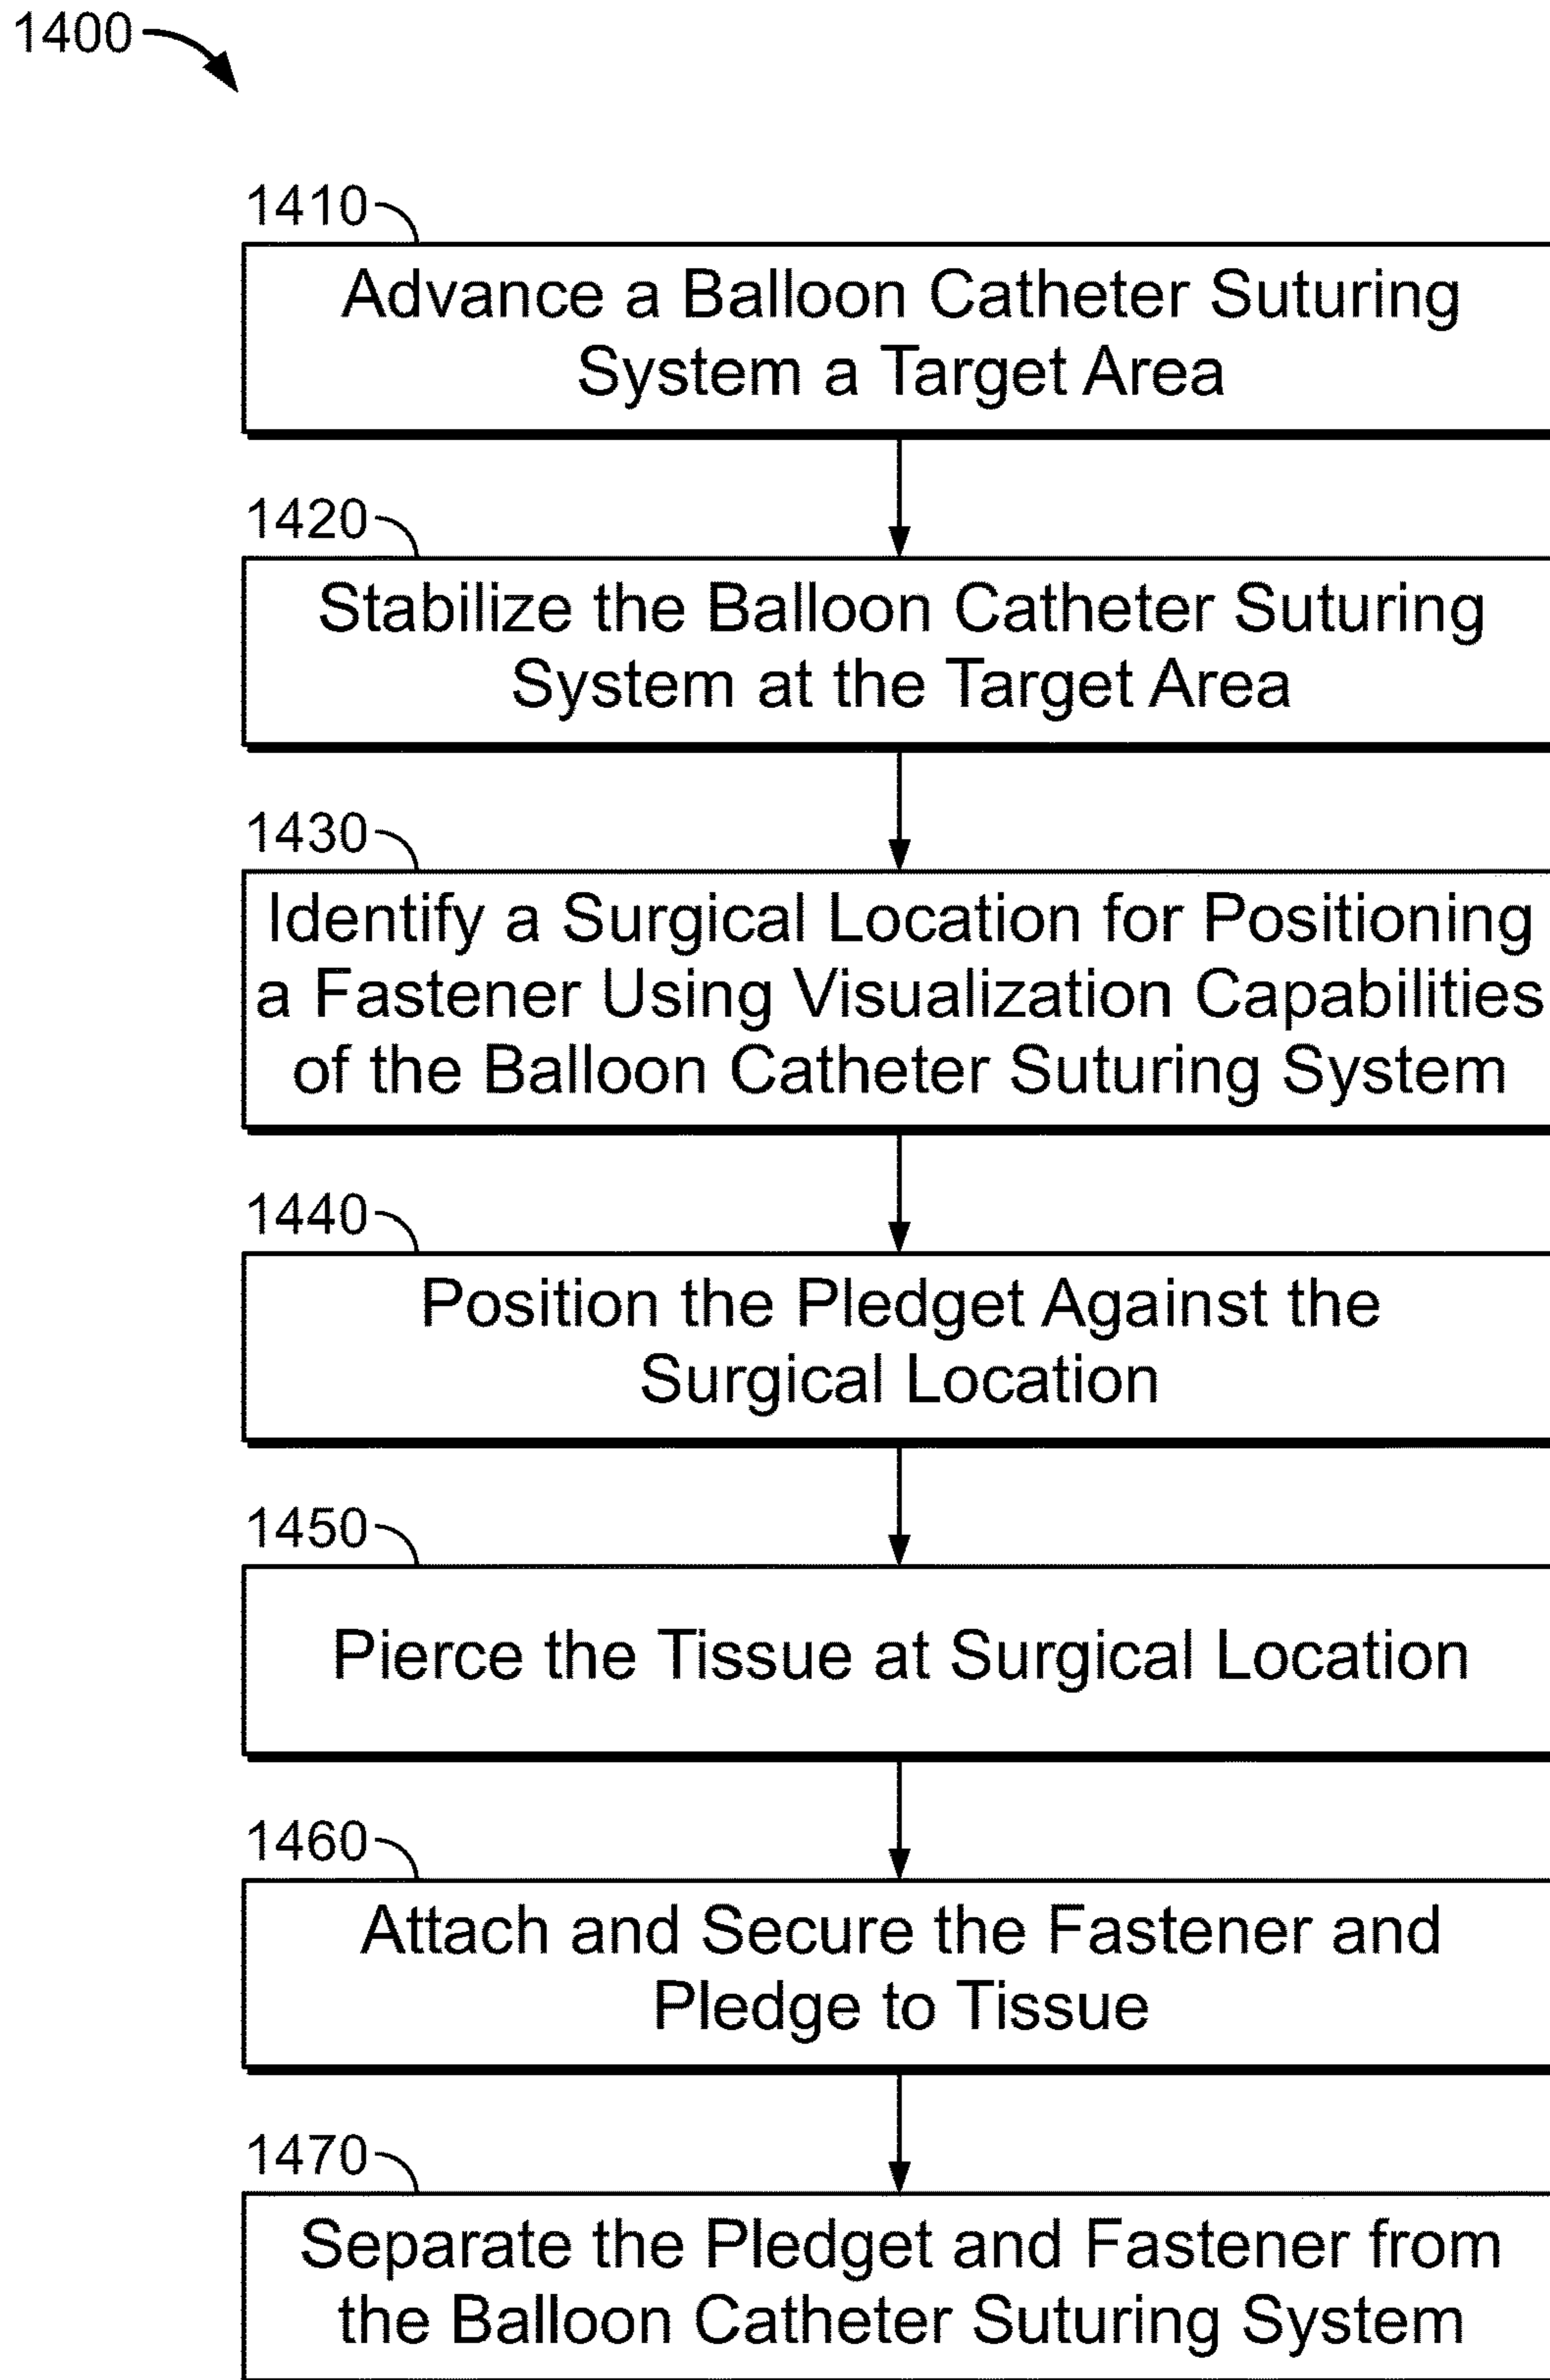 1400
1410
Advance a Balloon Catheter Suturing
System a Target Area
1420
Stabilize the Balloon Catheter Suturing
System at the Target Area
1430
Identify a Surgical Location for Positioning
a Fastener Using Visualization Capabilities
of the Balloon Catheter Suturing System
1440
Position the Pledget Against the
Surgical Location
1450
Pierce the Tissue at Surgical Location
1460
Attach and Secure the Fastener and
Pledge to Tissue
1470
Separate the Pledget and Fastener from
the Balloon Catheter Suturing System